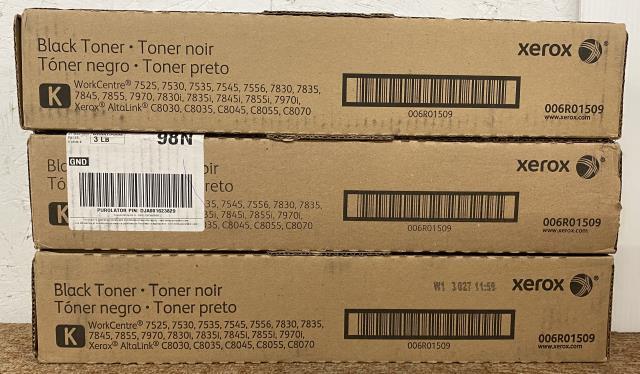 Black Toner • Toner noir
Tóner negro • Toner preto
K
WorkCentre® 7525, 7530, 7535, 7545, 7556, 7830, 7835,
7845, 7855, 7970, 7830i, 7835i, 7845i, 7855i, 7970i,
Xerox® AltaLink® C8030, C8035, C8045, C8055, C8070
006R01509
xerox
006R01509
www.xerox.com
3 LB
98N
GND
PUROLATOR PIN: DJA001623829
Bl
K
7545, 7556, 7830, 7835,
35i, 7845i, 7855i, 7970i,
C8035, C8045, C8055, C8070
006R01509
xerox
006R01509
www.xerox.com
Black Toner • Toner noir
Tóner negro • Toner preto
K
WorkCentre® 7525, 7530, 7535, 7545, 7556, 7830, 7835,
7845, 7855, 7970, 7830i, 7835i, 7845i, 7855i, 7970i,
Xerox® AltaLink® C8030, C8035, C8045, C8055, C8070
W1 3027 11:59
006R01509
xerox
006R01509
www.xerox.com